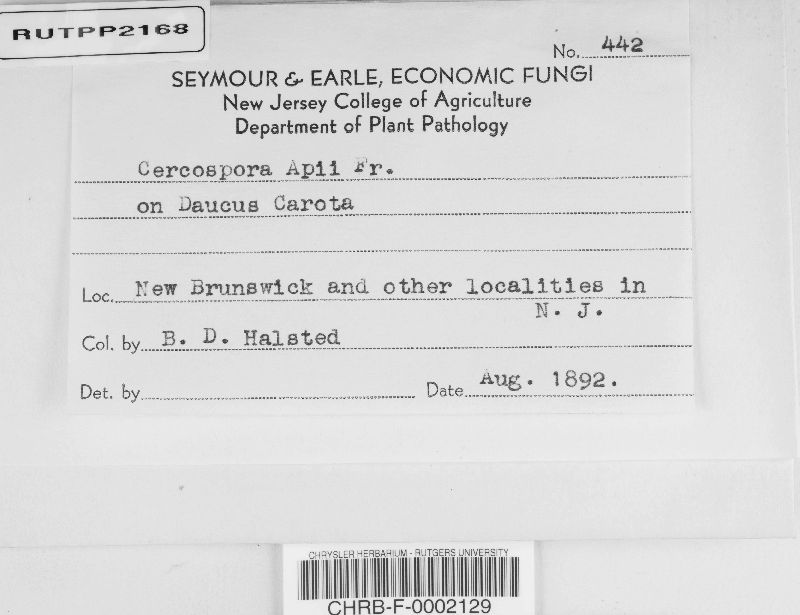 RUTPP2168
No. 442
SEYMOUR & EARLE, ECONOMIC FUNGI
New Jersey College of Agriculture
Department of Plant Pathology
Cercospora Apii Fr.
on Daucus Carota
Loc. New Brunswick and other localities in
N. J.
Col. by B. D. Halsted
Det. by
Date Aug. 1892.
CHRYSLER HERBARIUM - RUTGERS UNIVERSITY
CHRB-F-0002129